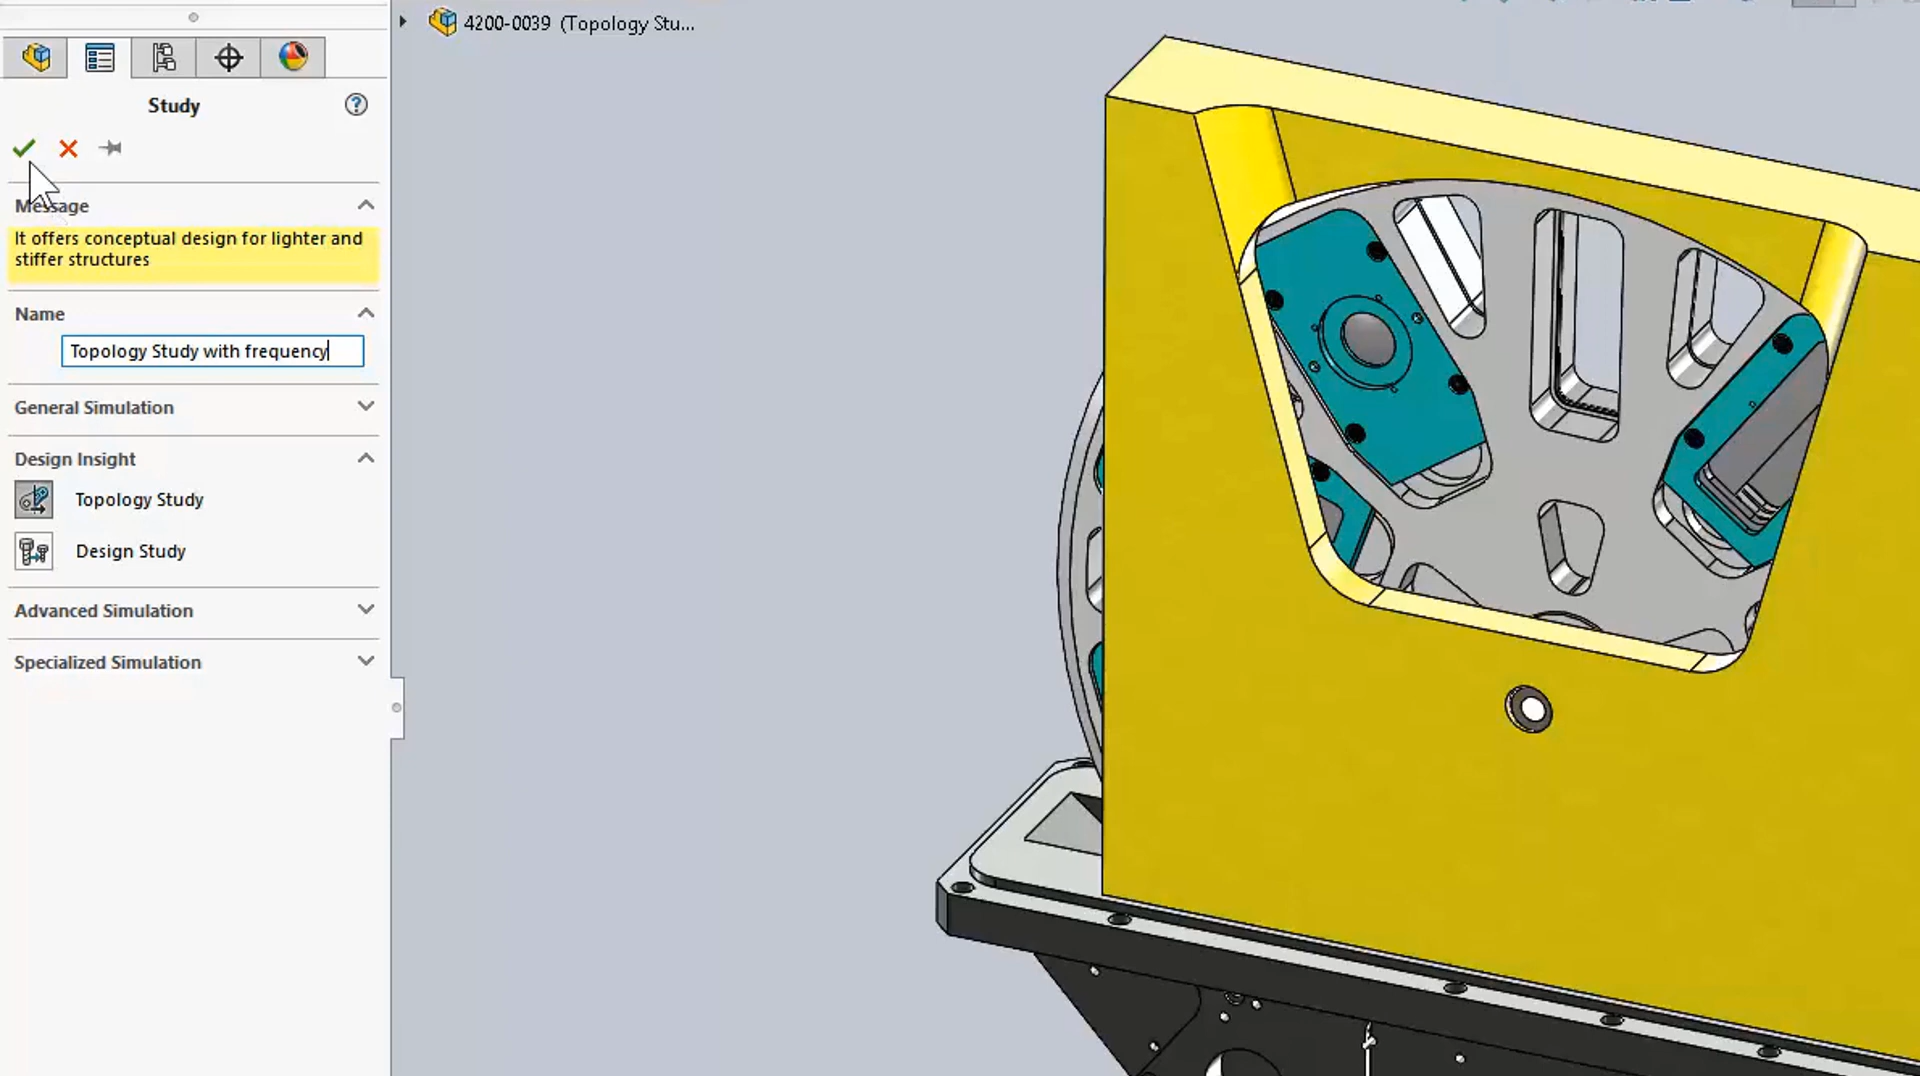 4200-0039 (Topology Stu...
Study
Message
It offers conceptual design for lighter and
stiffer structures
Name
Topology Study with frequency
General Simulation
Design Insight
Topology Study
Design Study
Advanced Simulation
Specialized Simulation